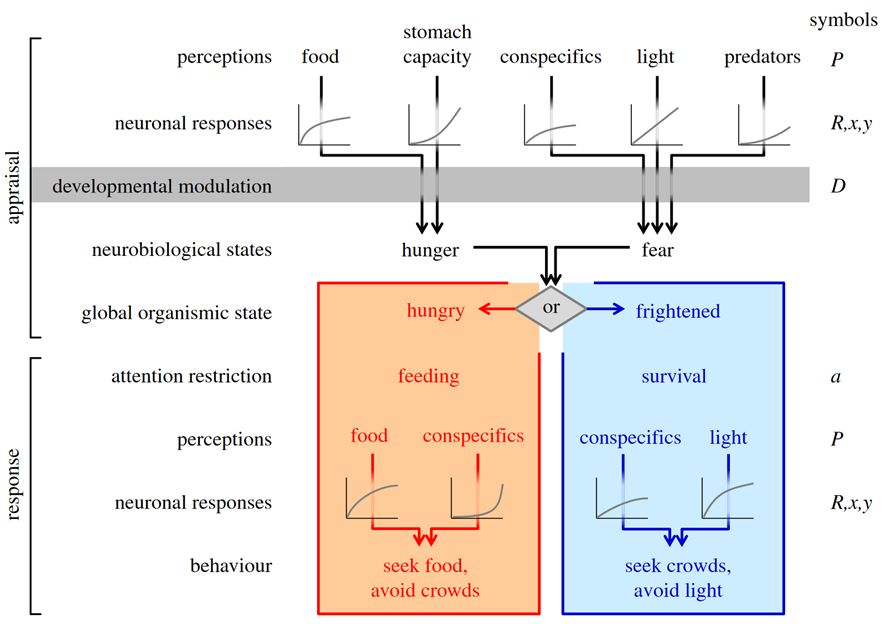 symbols
perceptions food stomach capacity conspecifics light predators P
neuronal responses R,x,y
developmental modulation D
neurobiological states hunger fear
global organismic state hungry or frightened
attention restriction feeding survival a
perceptions food conspecifics conspecifics light P
neuronal responses R,x,y
behaviour seek food, seek crowds,
avoid crowds avoid light
appraisal
response